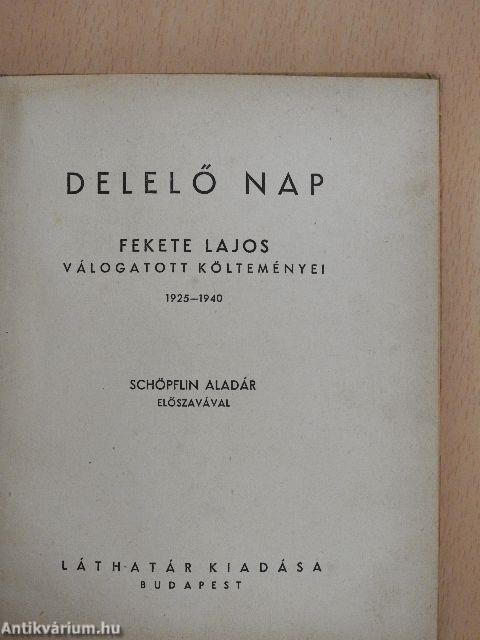 DELELŐ NAP
FEKETE LAJOS
VÁLOGATOTT KÖLTEMÉNYEI
1925—1940
SCHÖPFLIN ALADÁR
ELŐSZAVÁVAL
LÁTHATÁR KIADÁSA
BUDAPEST
Antikvárium.hu